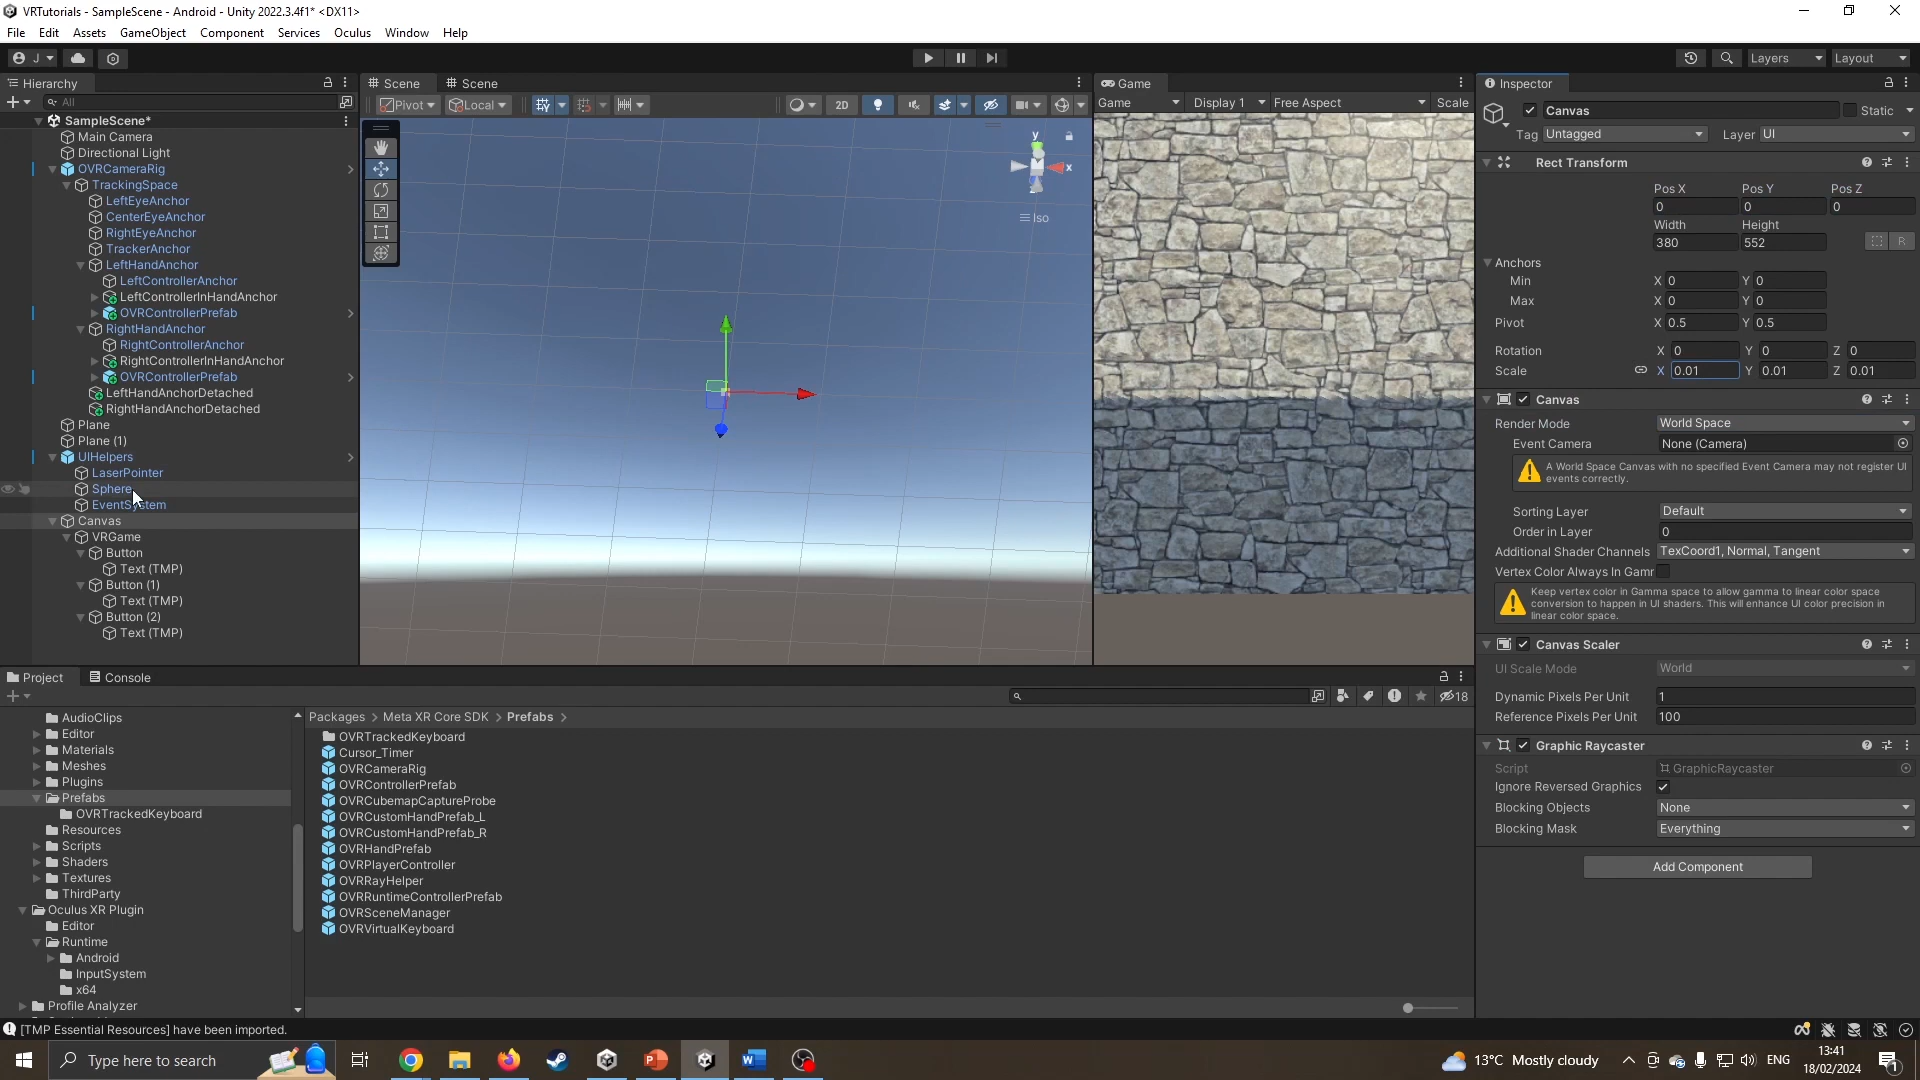 VRTutorials - SampleScene - Android - Unity 2022.3.4f1* <DX11>
File Edit Assets GameObject Component Services Oculus Window Help
J Layers Layout
Hierarchy
All
SampleScene*
Main Camera
Directional Light
OVRCameraRig
TrackingSpace
LeftEyeAnchor
CenterEyeAnchor
RightEyeAnchor
TrackerAnchor
LeftHandAnchor
LeftControllerAnchor
LeftControllerInHandAnchor
OVRControllerPrefab
RightHandAnchor
RightControllerAnchor
RightControllerInHandAnchor
OVRControllerPrefab
LeftHandAnchorDetached
RightHandAnchorDetached
Plane
Plane (1)
UIHelpers
LaserPointer
Sphere
EventSystem
Canvas
VRGame
Button
Text (TMP)
Button (1)
Text (TMP)
Button (2)
Text (TMP)
Scene Scene
Pivot Local 2D
y
x
Iso
Game
Game Display 1 Free Aspect Scale
Inspector
Canvas Static
Tag Untagged Layer UI
Rect Transform
Pos X Pos Y Pos Z
0 0 0
Width Height
380 552 R
Anchors
Min X 0 Y 0
Max X 0 Y 0
Pivot X 0.5 Y 0.5
Rotation X 0 Y 0 Z 0
Scale X 0.01 Y 0.01 Z 0.01
Canvas
Render Mode World Space
Event Camera None (Camera)
A World Space Canvas with no specified Event Camera may not register UI
events correctly.
Sorting Layer Default
Order in Layer 0
Additional Shader Channels TexCoord1, Normal, Tangent
Vertex Color Always In Gamr
Keep vertex color in Gamma space to allow gamma to linear color space
conversion to happen in UI shaders. This will enhance UI color precision in
linear color space.
Canvas Scaler
UI Scale Mode World
Dynamic Pixels Per Unit 1
Reference Pixels Per Unit 100
Graphic Raycaster
Script GraphicRaycaster
Ignore Reversed Graphics
Blocking Objects None
Blocking Mask Everything
Add Component
Project Console
18
AudioClips
Editor
Materials
Meshes
Plugins
Prefabs
OVRTrackedKeyboard
Resources
Scripts
Shaders
Textures
ThirdParty
Oculus XR Plugin
Editor
Runtime
Android
InputSystem
x64
Profile Analyzer
Packages > Meta XR Core SDK > Prefabs >
OVRTrackedKeyboard
Cursor_Timer
OVRCameraRig
OVRControllerPrefab
OVRCubemapCaptureProbe
OVRCustomHandPrefab_L
OVRCustomHandPrefab_R
OVRHandPrefab
OVRPlayerController
OVRRayHelper
OVRRuntimeControllerPrefab
OVRSceneManager
OVRVirtualKeyboard
[TMP Essential Resources] have been imported.
Type here to search
13°C Mostly cloudy
ENG
13:41
18/02/2024
1